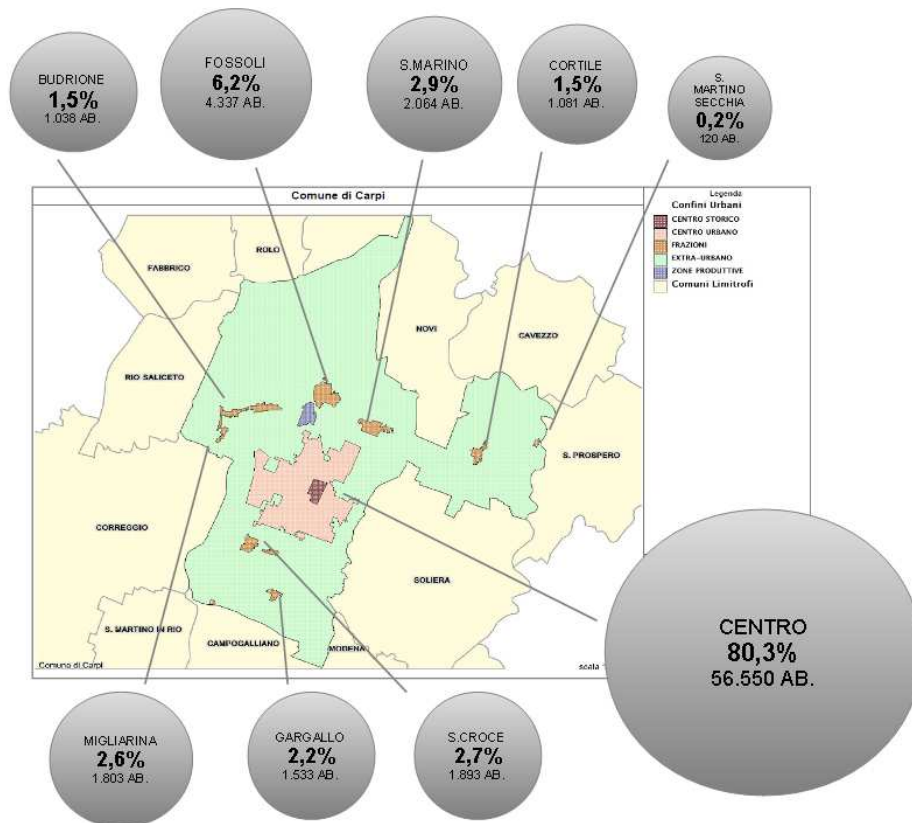 BUDRIONE
1,5%
1.038 AB.
FOSSOLI
6,2%
4.337 AB.
S.MARINO
2,9%
2.064 AB.
CORTILE
1,5%
1.081 AB.
S.
MARTINO
SECCHIA
0,2%
120 AB.
Comune di Carpi
Legenda
Confini Urbani
CENTRO STORICO
CENTRO URBANO
FRAZIONI
EXTRA-URBANO
ZONE PRODUTTIVE
Comuni Limitrofi
ROLO
FABBRICO
NOVI
CAVEZZO
RIO SALICETO
S. PROSPERO
CORREGGIO
SOLIERA
S. MARTINO IN RIO
CAMPOGALLIANO
MODENA
Comune di Carpi
scala
CENTRO
80,3%
56.550 AB.
MIGLIARINA
2,6%
1.803 AB.
GARGALLO
2,2%
1.533 AB.
S.CROCE
2,7%
1.893 AB.